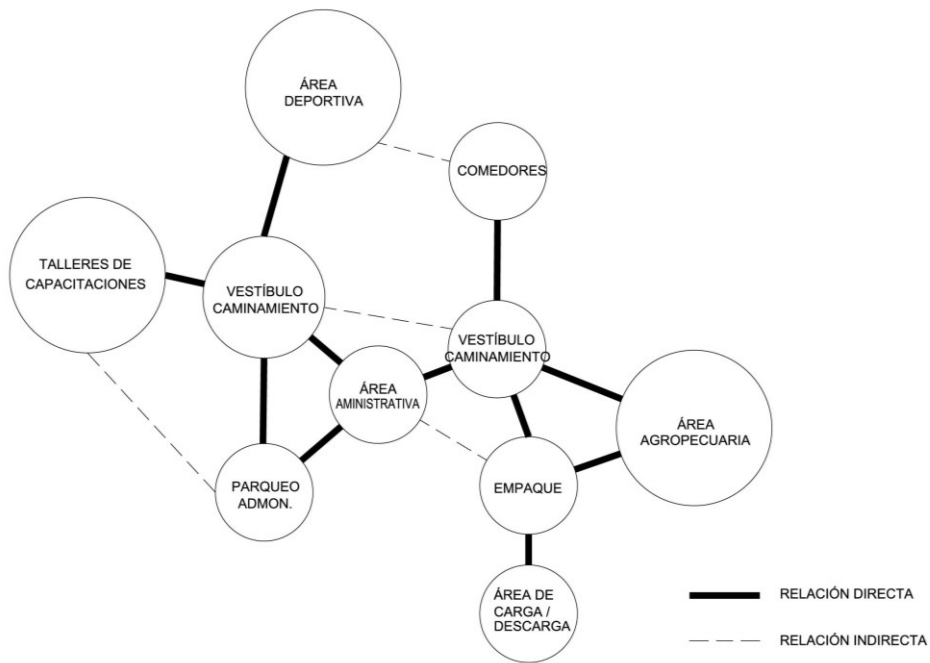 ÁREA
DEPORTIVA
COMEDORES
TALLERES DE
CAPACITACIONES
VESTÍBULO
CAMINAMIENTO
VESTÍBULO
CAMINAMIENTO
ÁREA
AMINISTRATIVA
ÁREA
AGROPECUARIA
PARQUEO
ADMON.
EMPAQUE
ÁREA DE
CARGA /
DESCARGA
RELACIÓN DIRECTA
RELACIÓN INDIRECTA